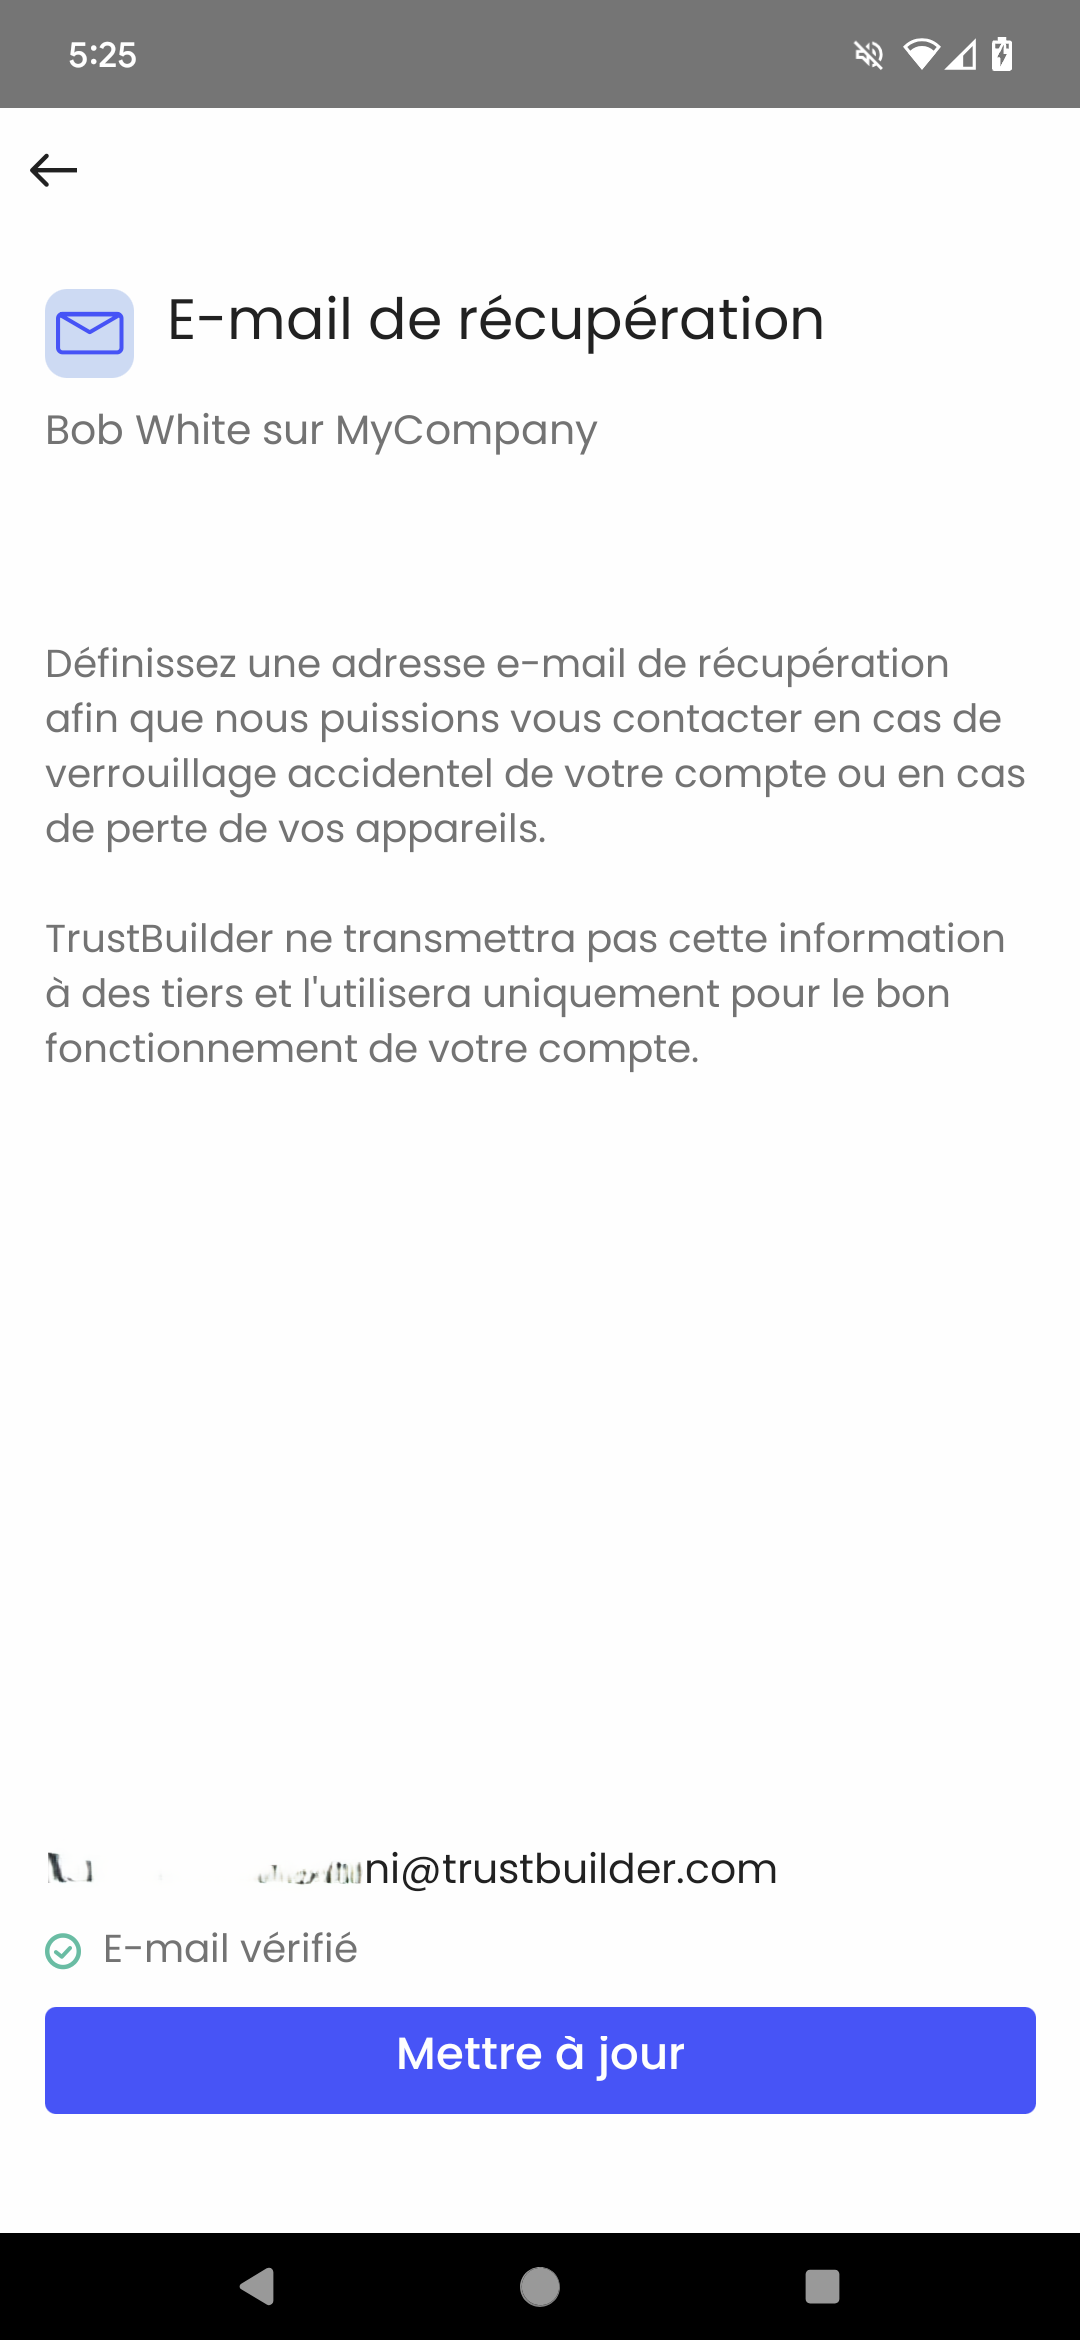 5:25
E-mail de récupération
Bob White sur MyCompany
Définissez une adresse e-mail de récupération
afin que nous puissions vous contacter en cas de
verrouillage accidentel de votre compte ou en cas
de perte de vos appareils.
TrustBuilder ne transmettra pas cette information
à des tiers et l'utilisera uniquement pour le bon
fonctionnement de votre compte.
ni@trustbuilder.com
E-mail vérifié
Mettre à jour